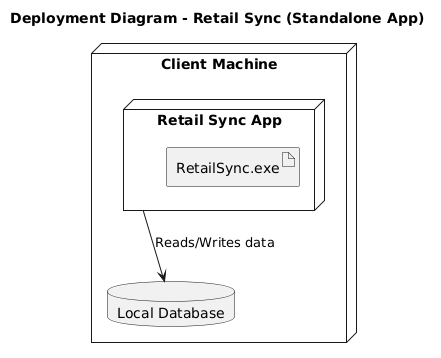 Deployment Diagram - Retail Sync (Standalone App)
Client Machine
Retail Sync App
RetailSync.exe
Reads/Writes data
Local Database